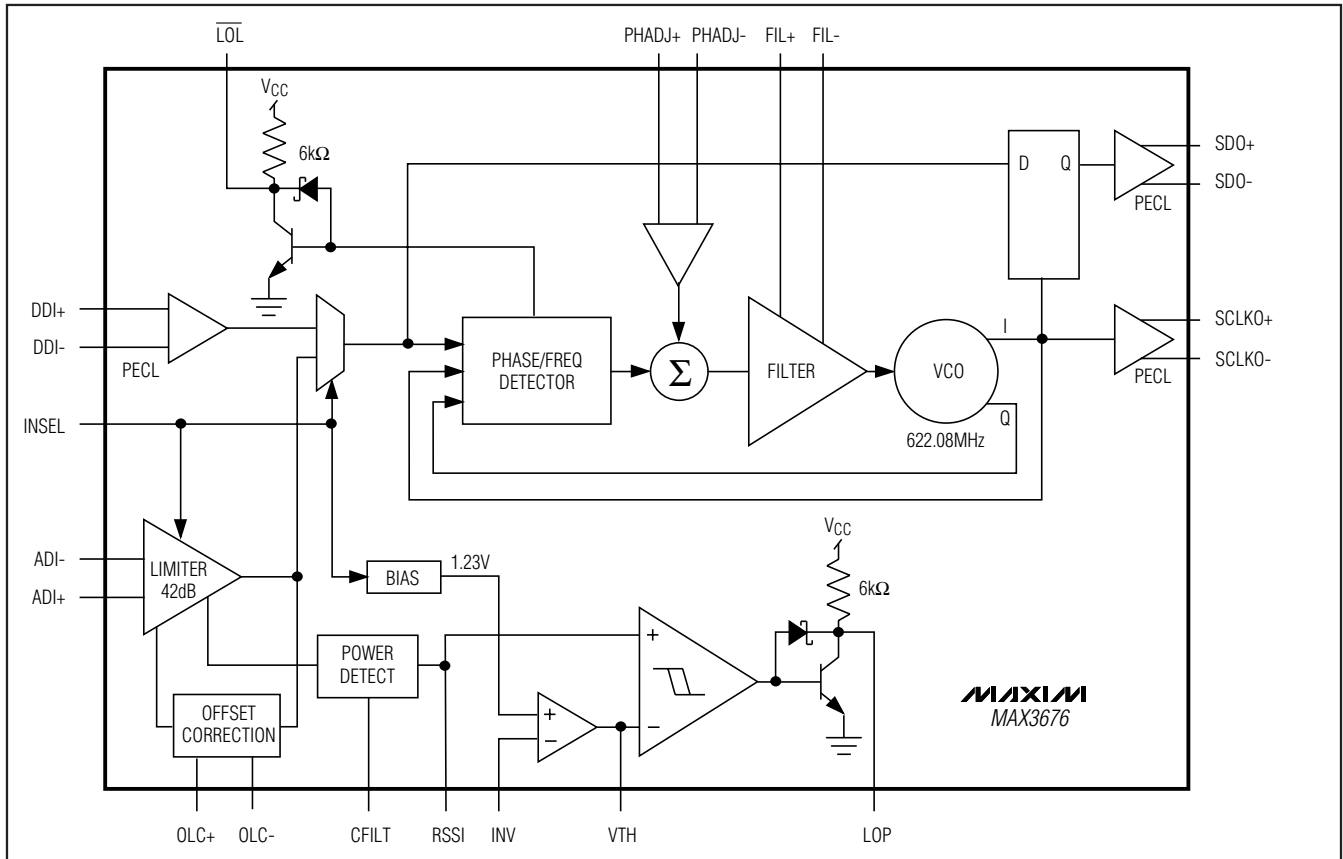 LOL
PHADJ+ PHADJ- FIL+ FIL-
VCC
6kΩ
D Q
SDO+
SDO-
PECL
DDI+
DDI-
PECL
PHASE/FREQ
DETECTOR
Σ
FILTER
VCO
I
Q
622.08MHz
SCLKO+
SCLKO-
PECL
INSEL
ADI-
ADI+
LIMITER
42dB
BIAS
1.23V
VCC
6kΩ
POWER
DETECT
+
−
+
−
OFFSET
CORRECTION
MAXIM
MAX3676
OLC+ OLC- CFILT RSSI INV VTH LOP